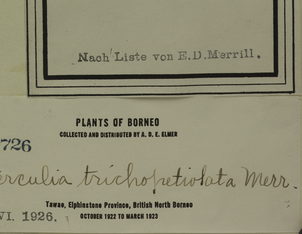 Nach Liste von E.D.Merrill.
PLANTS OF BORNEO
COLLECTED AND DISTRIBUTED BY A. D. E. ELMER
726
erculia trichopetiolata Merr.
Tawao, Elphinstone Province, British North Borneo
VI. 1926.
OCTOBER 1922 TO MARCH 1923